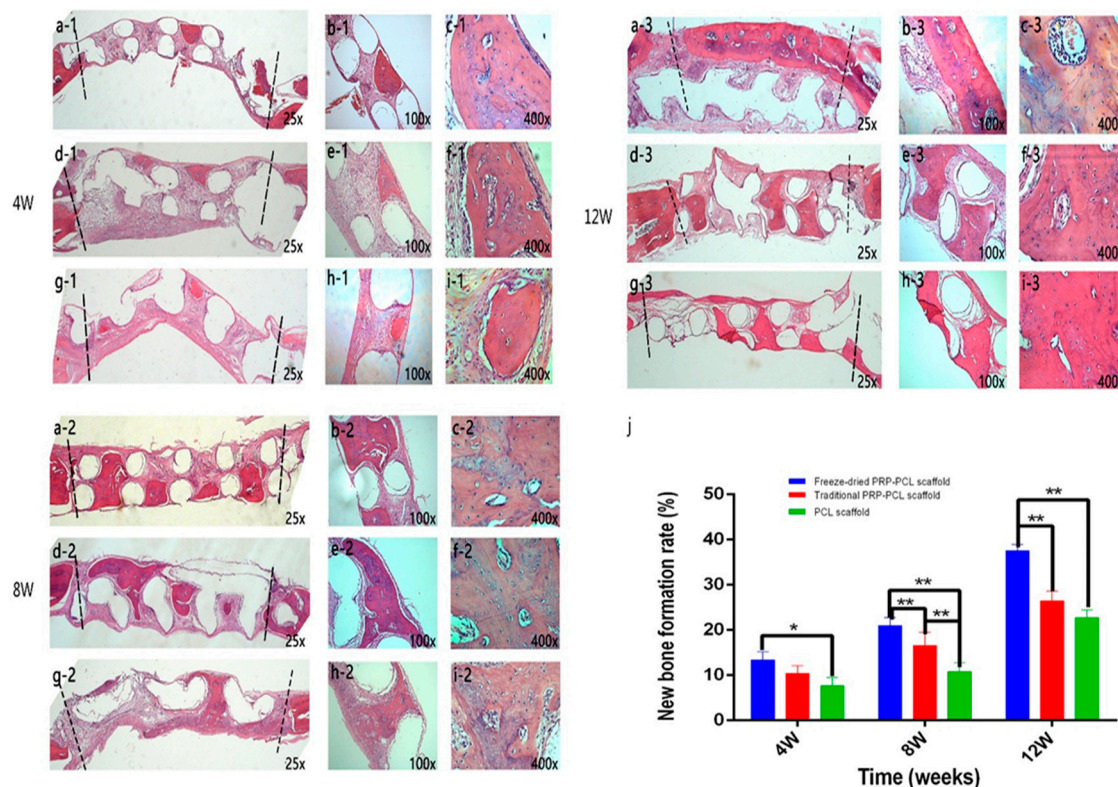 a-1
25x
b-1
100x
c-1
400x
4W
d-1
25x
e-1
100x
f-1
400x
g-1
25x
h-1
100x
i-1
400x
a-3
25x
b-3
100x
c-3
400
12W
d-3
25x
e-3
100x
f-3
400
g-3
25x
h-3
100x
i-3
400
a-2
25x
b-2
100x
c-2
400x
8W
d-2
25x
e-2
100x
f-2
400x
g-2
25x
h-2
100x
i-2
400x
j
Freeze-dried PRP-PCL scaffold
Traditional PRP-PCL scaffold
PCL scaffold
New bone formation rate (%)
50
40
30
20
10
0
*
**
**
**
**
**
4W
8W
12W
Time (weeks)